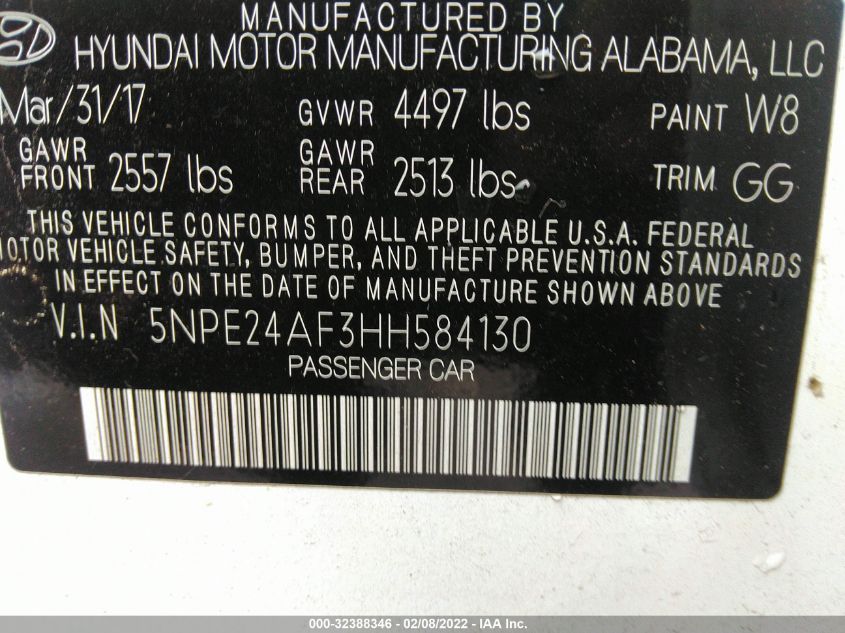 MANUFACTURED BY
HYUNDAI MOTOR MANUFACTURING ALABAMA, LLC
Mar/31/17 GVWR 4497 lbs PAINT W8
GAWR FRONT 2557 lbs GAWR REAR 2513 lbs TRIM GG
THIS VEHICLE CONFORMS TO ALL APPLICABLE U.S.A. FEDERAL
MOTOR VEHICLE SAFETY, BUMPER, AND THEFT PREVENTION STANDARDS
IN EFFECT ON THE DATE OF MANUFACTURE SHOWN ABOVE
V.I.N 5NPE24AF3HH584130
PASSENGER CAR
000-32388346 - 02/08/2022 - IAA Inc.